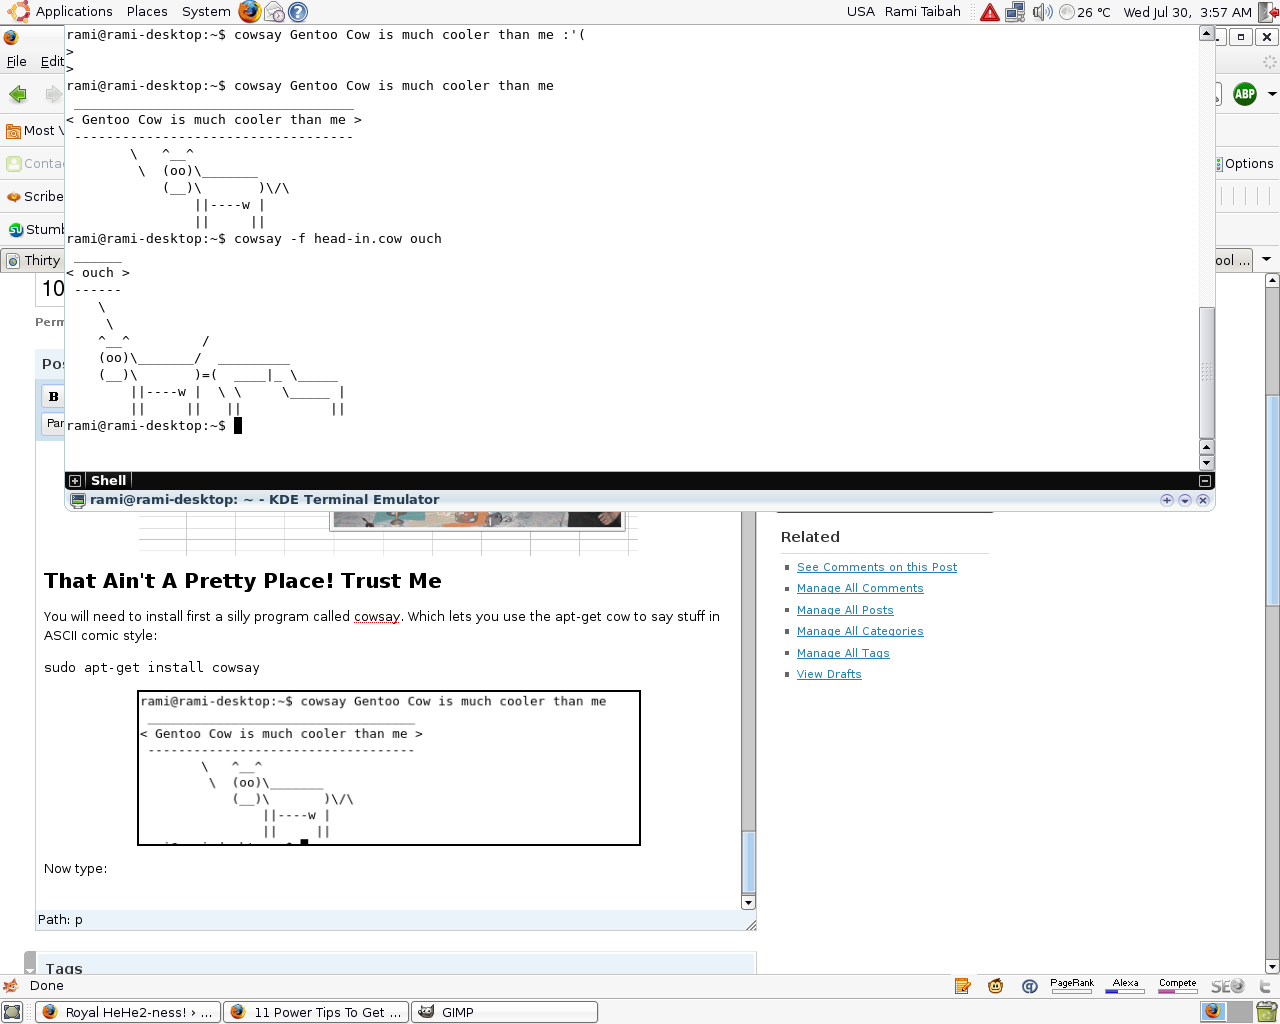 Applications Places System USA Rami Taibah 26 °C Wed Jul 30, 3:57 AM
rami@rami-desktop:~$ cowsay Gentoo Cow is much cooler than me :'(
>
>
rami@rami-desktop:~$ cowsay Gentoo Cow is much cooler than me
 ___________________________________
< Gentoo Cow is much cooler than me >
 -----------------------------------
        \   ^__^
         \  (oo)\_______
            (__)\       )\/\
                ||----w |
                ||     ||
rami@rami-desktop:~$ cowsay -f head-in.cow ouch
 ______
< ouch >
 ------
    \
     \
    ^__^         /
    (oo)\_______/  _________
    (__)\       )=(  ____|_ \_____
        ||----w |  \ \     \_____ |
        ||     ||   ||           ||
rami@rami-desktop:~$
Shell
rami@rami-desktop: ~ - KDE Terminal Emulator
File Edit
ABP
Most V
Contac
Options
Scribe
Stumb
Thirty
ool ...
10
Perm
Pos
B
Par
That Ain't A Pretty Place! Trust Me
You will need to install first a silly program called cowsay. Which lets you use the apt-get cow to say stuff in
ASCII comic style:
sudo apt-get install cowsay
rami@rami-desktop:~$ cowsay Gentoo Cow is much cooler than me
 ___________________________________
< Gentoo Cow is much cooler than me >
 -----------------------------------
        \   ^__^
         \  (oo)\_______
            (__)\       )\/\
                ||----w |
                ||     ||
Now type:
Path: p
Tags
Related
See Comments on this Post
Manage All Comments
Manage All Posts
Manage All Categories
Manage All Tags
View Drafts
Done PageRank Alexa Compete SEO
Royal HeHe2-ness! › ... 11 Power Tips To Get ... GIMP